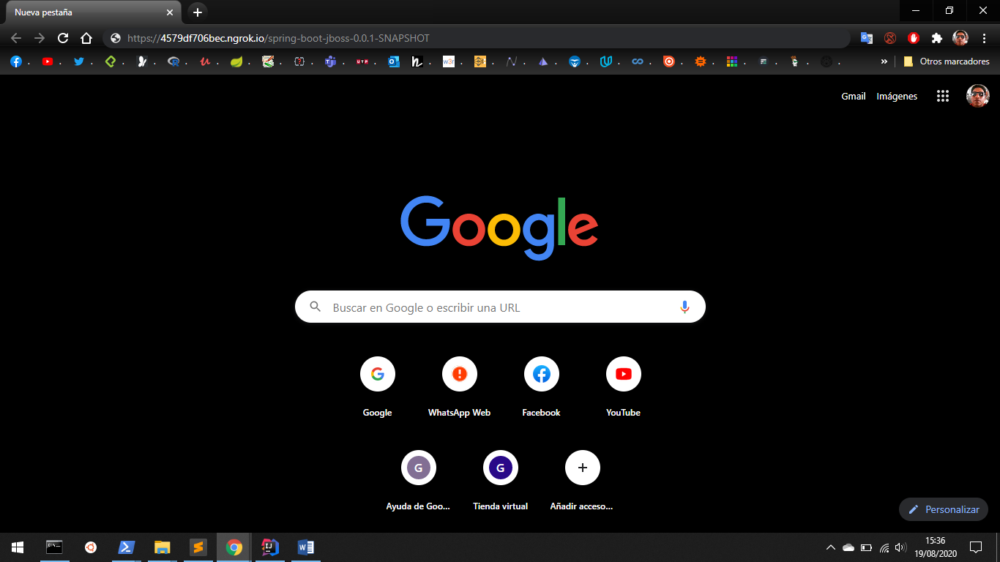 Nueva pestaña
https://4579df706bec.ngrok.io/spring-boot-jboss-0.0.1-SNAPSHOT
UTP
w3r
Otros marcadores
Gmail Imágenes
Google
Buscar en Google o escribir una URL
Google WhatsApp Web Facebook YouTube
G G
Ayuda de Goo... Tienda virtual Añadir acceso...
Personalizar
15:36
19/08/2020